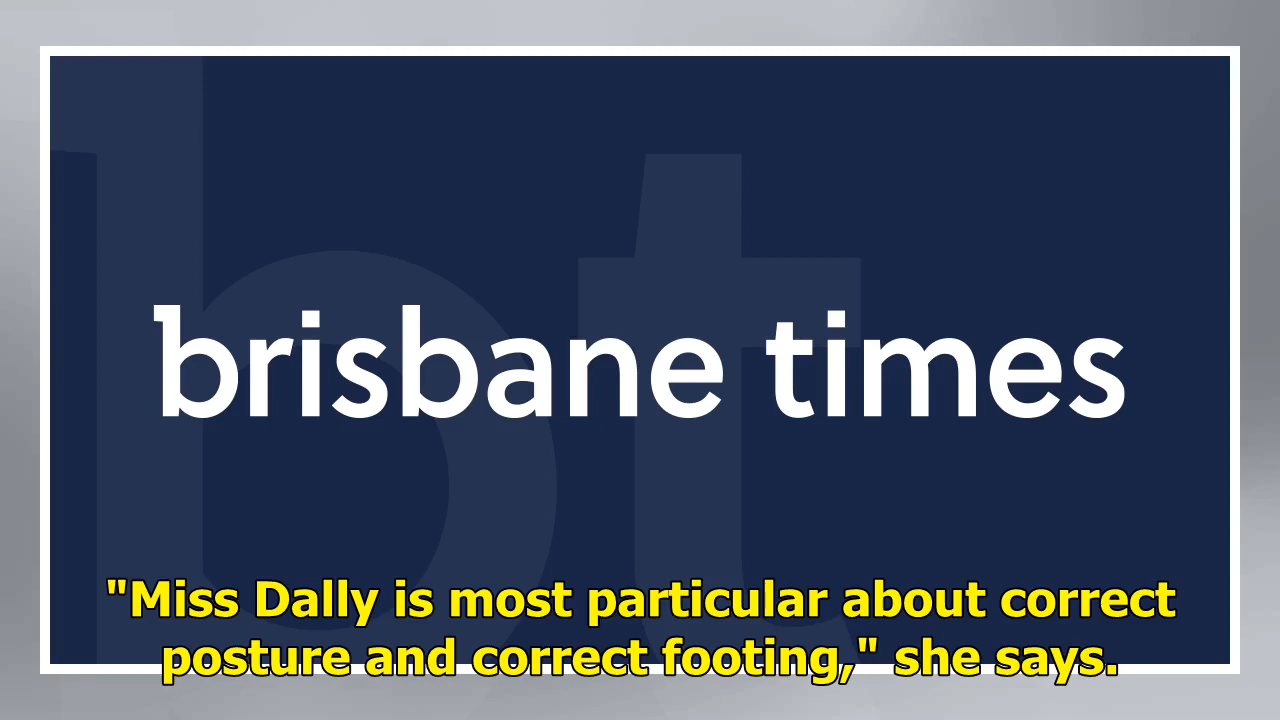 brisbane times
"Miss Dally is most particular about correct
posture and correct footing," she says.